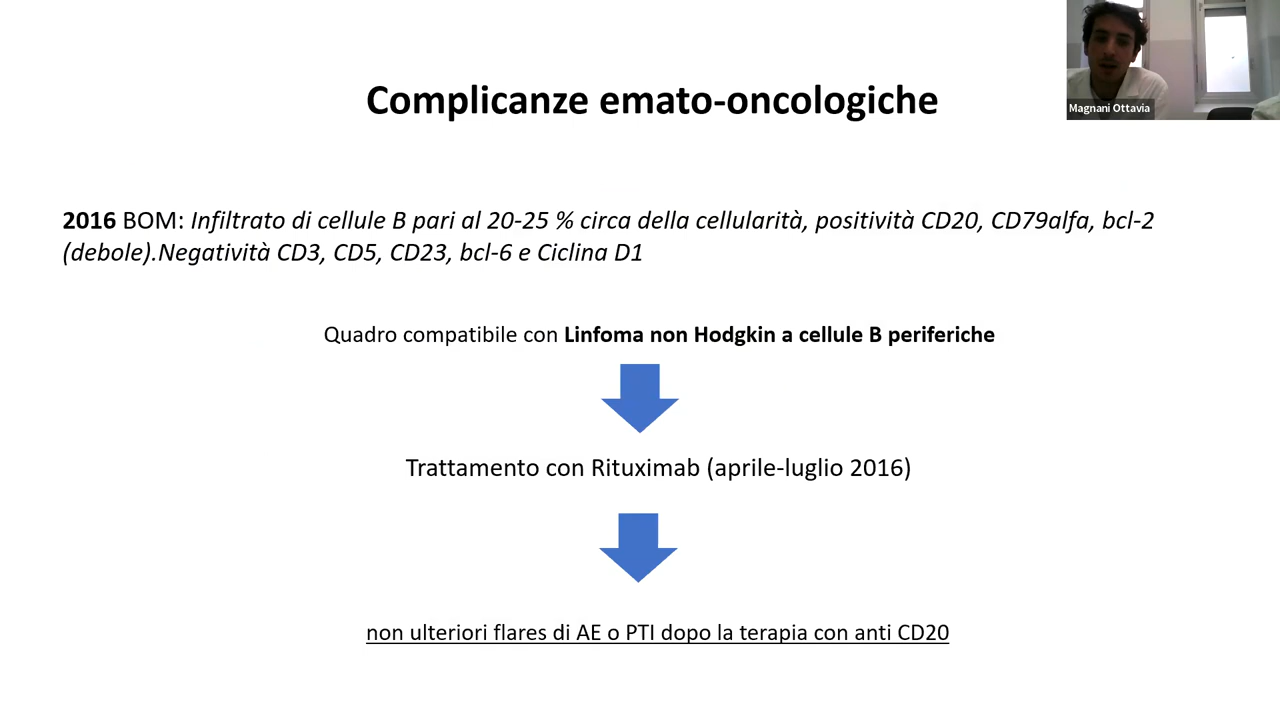 Complicanze emato-oncologiche
Magnani Ottavia
2016 BOM: Infiltrato di cellule B pari al 20-25 % circa della cellularità, positività CD20, CD79alfa, bcl-2
(debole).Negatività CD3, CD5, CD23, bcl-6 e Ciclina D1
Quadro compatibile con Linfoma non Hodgkin a cellule B periferiche
Trattamento con Rituximab (aprile-luglio 2016)
non ulteriori flares di AE o PTI dopo la terapia con anti CD20